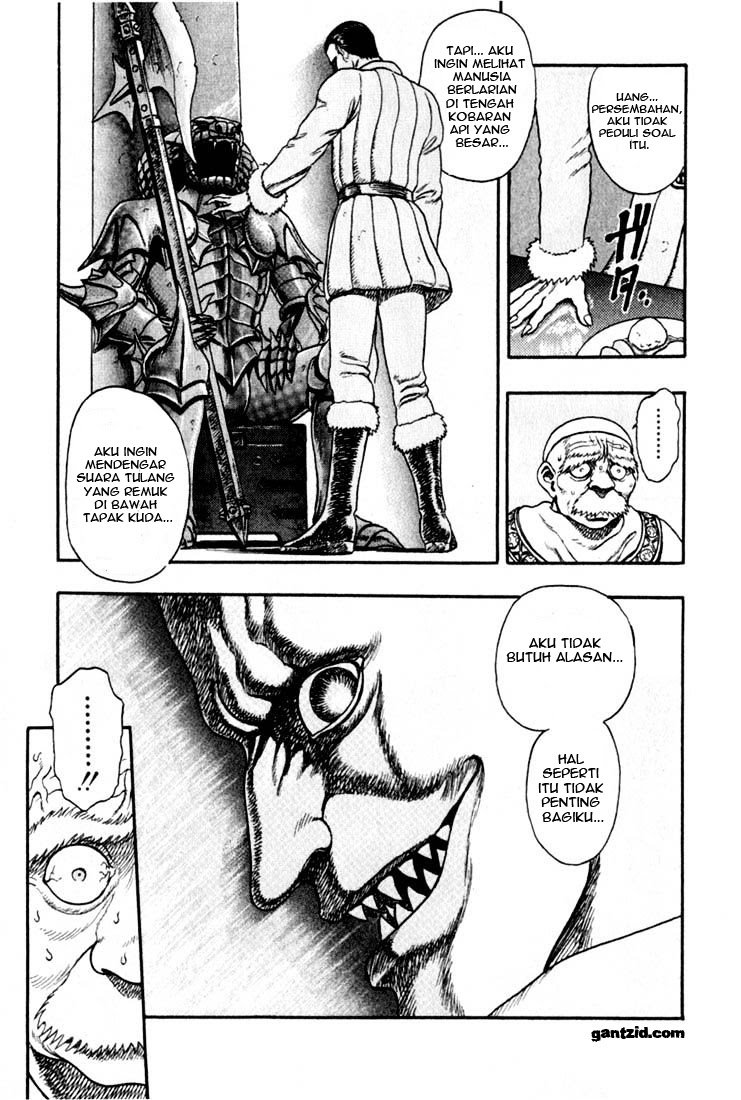 UANG...
PERSEMBAHAN,
AKU TIDAK
PEDULI SOAL
ITU.
ガタ..
TAPI... AKU
INGIN MELIHAT
MANUSIA
BERLARIAN
DI TENGAH
KOBARAN
API YANG
BESAR...
AKU INGIN
MENDENGAR
SUARA TULANG
YANG REMUK
DI BAWAH
TAPAK KUDA...
........
AKU TIDAK
BUTUH ALASAN...
HAL
SEPERTI
ITU TIDAK
PENTING
BAGIKU...
........!!
gantzid.com